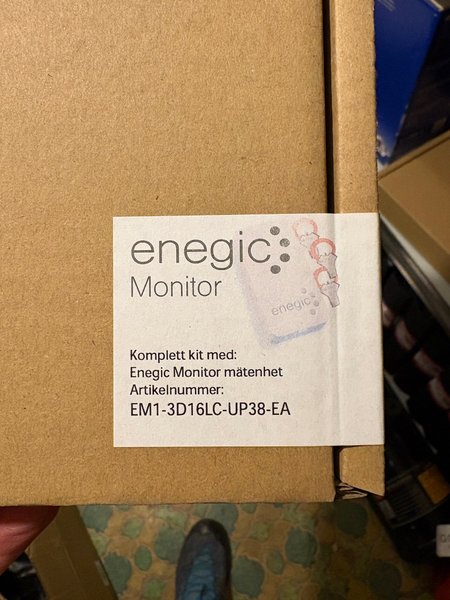 enegic
Monitor
enegic
Komplett kit med:
Enegic Monitor mätenhet
Artikelnummer:
EM1-3D16LC-UP38-EA